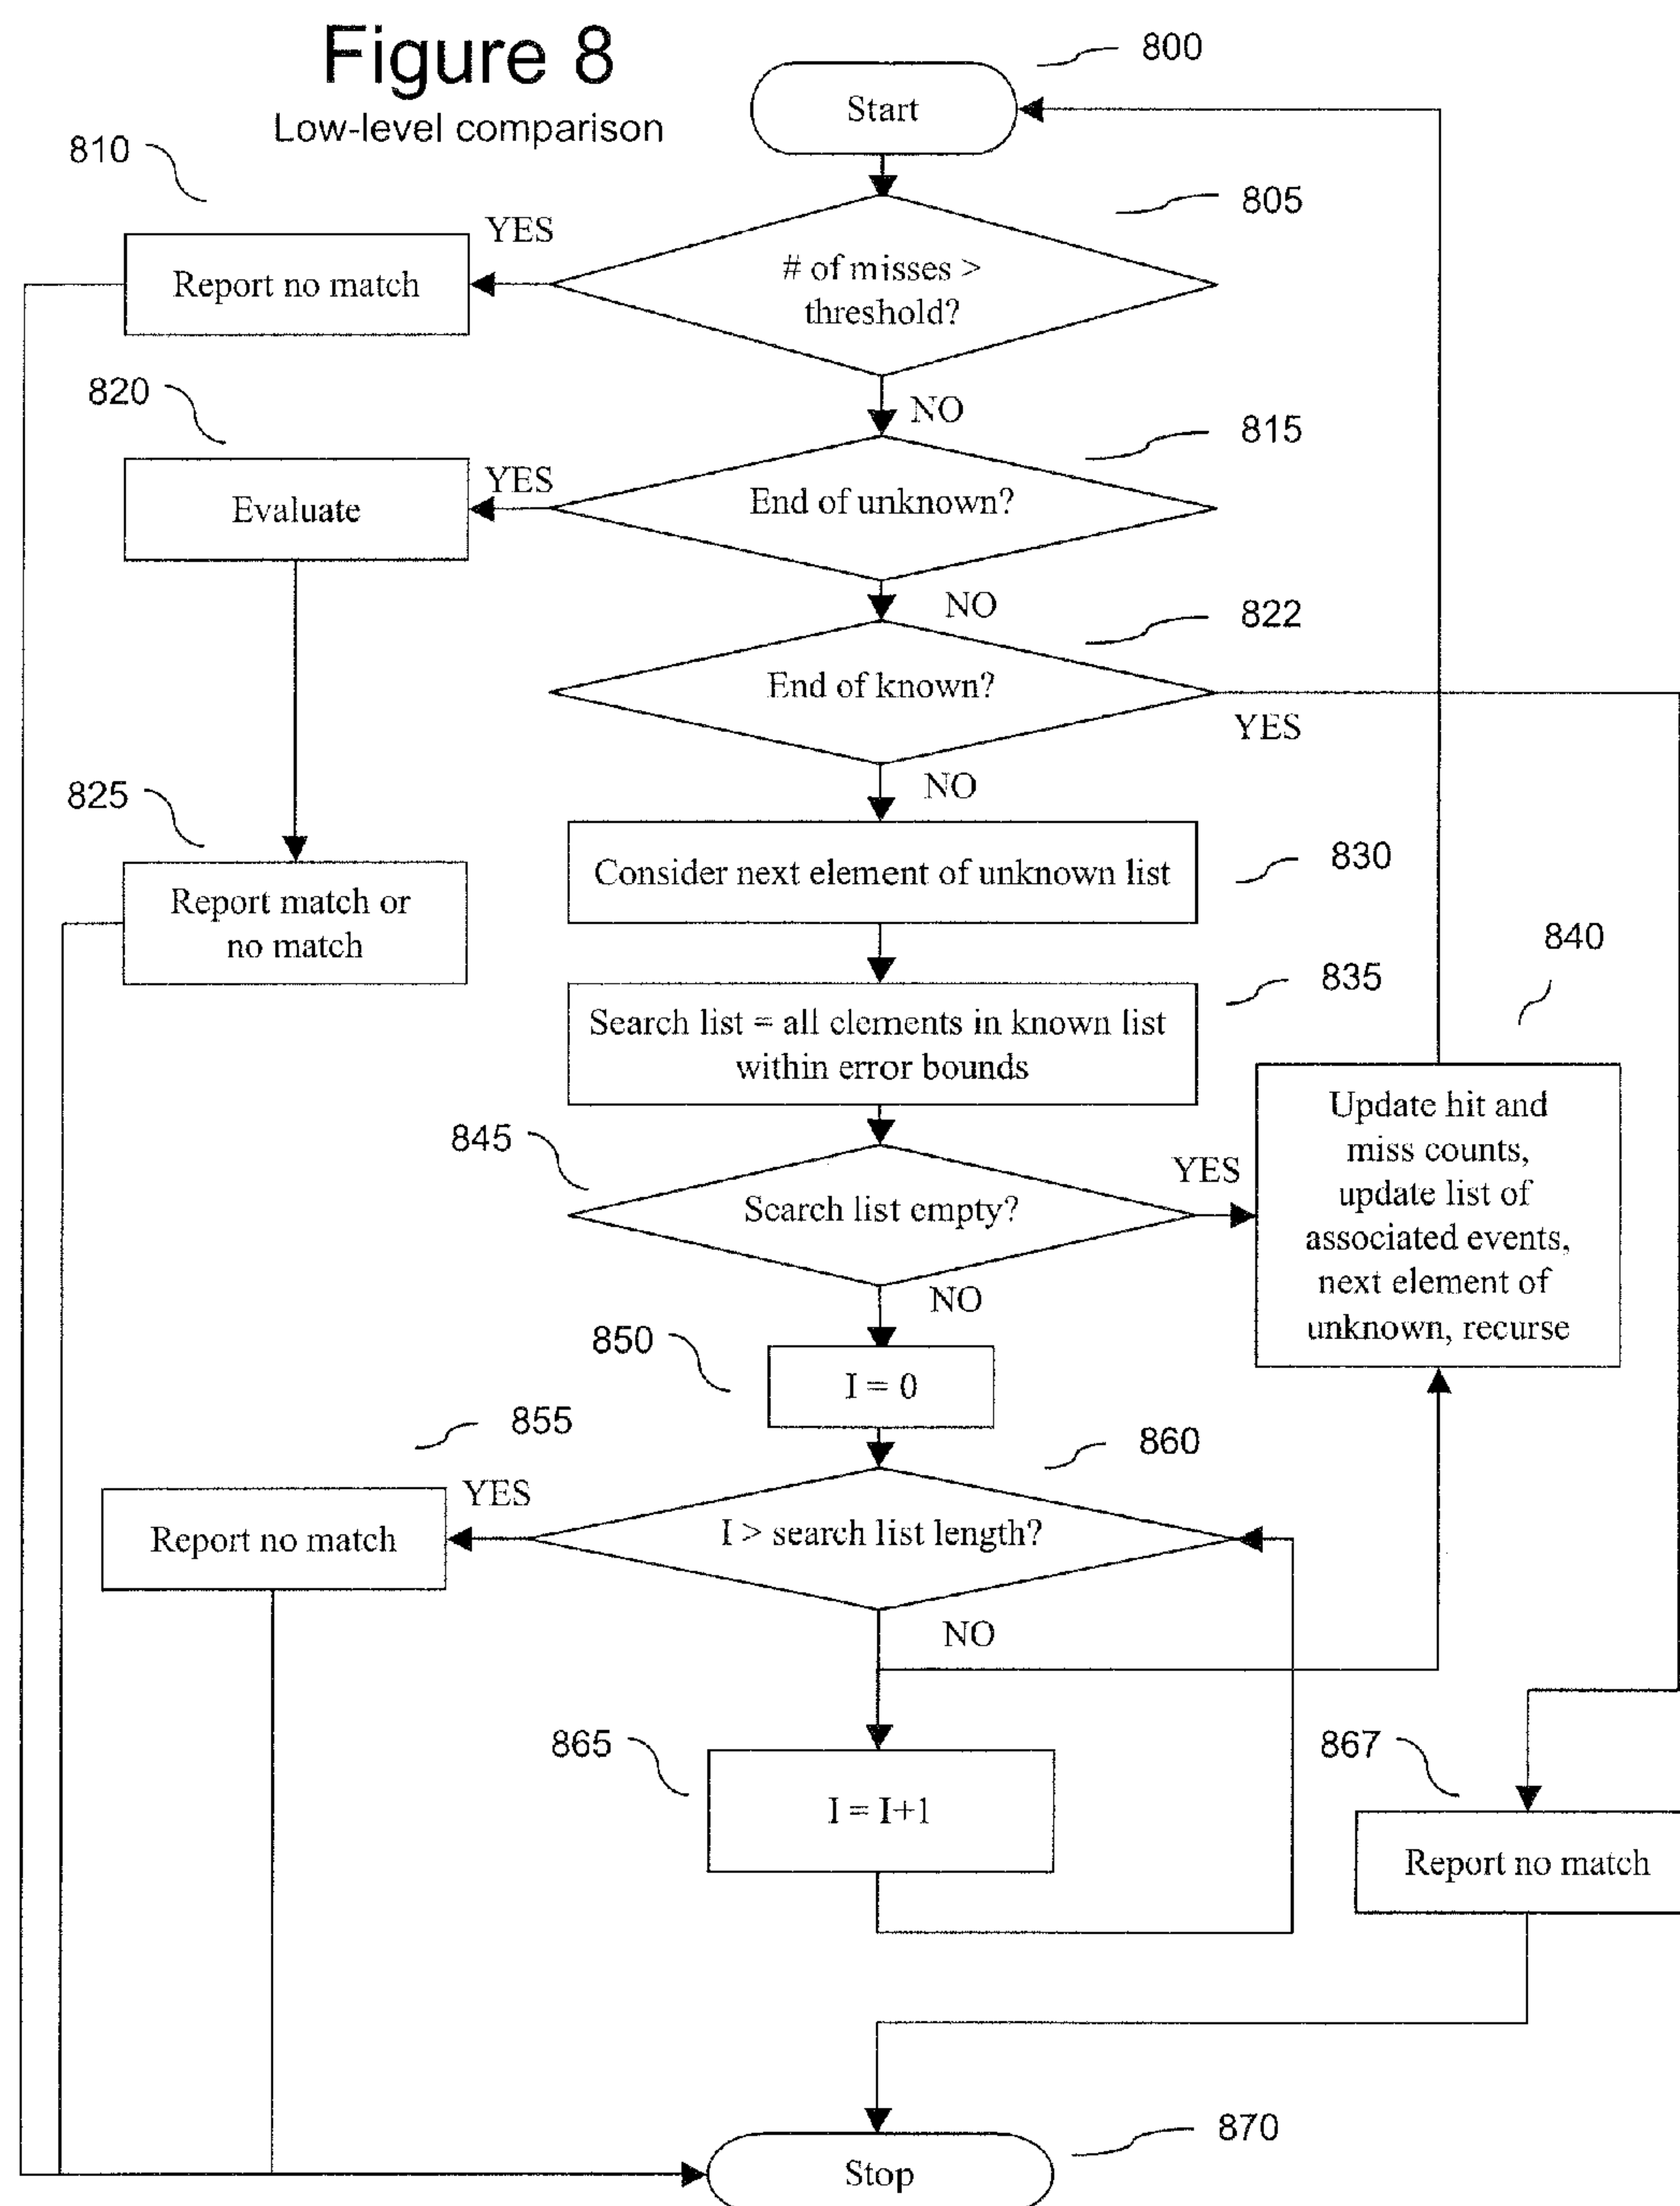 Figure 8
Low-level comparison
800
Start
810
805
YES
Report no match
# of misses >
threshold?
820
NO
815
YES
Evaluate
End of unknown?
NO
822
End of known?
YES
825
NO
Report match or
no match
Consider next element of unknown list
830
840
835
Search list = all elements in known list
within error bounds
Update hit and
miss counts,
update list of
associated events,
next element of
unknown, recurse
845
YES
Search list empty?
NO
850
I = 0
855
860
YES
Report no match
I > search list length?
NO
865
867
I = I+1
Report no match
870
Stop